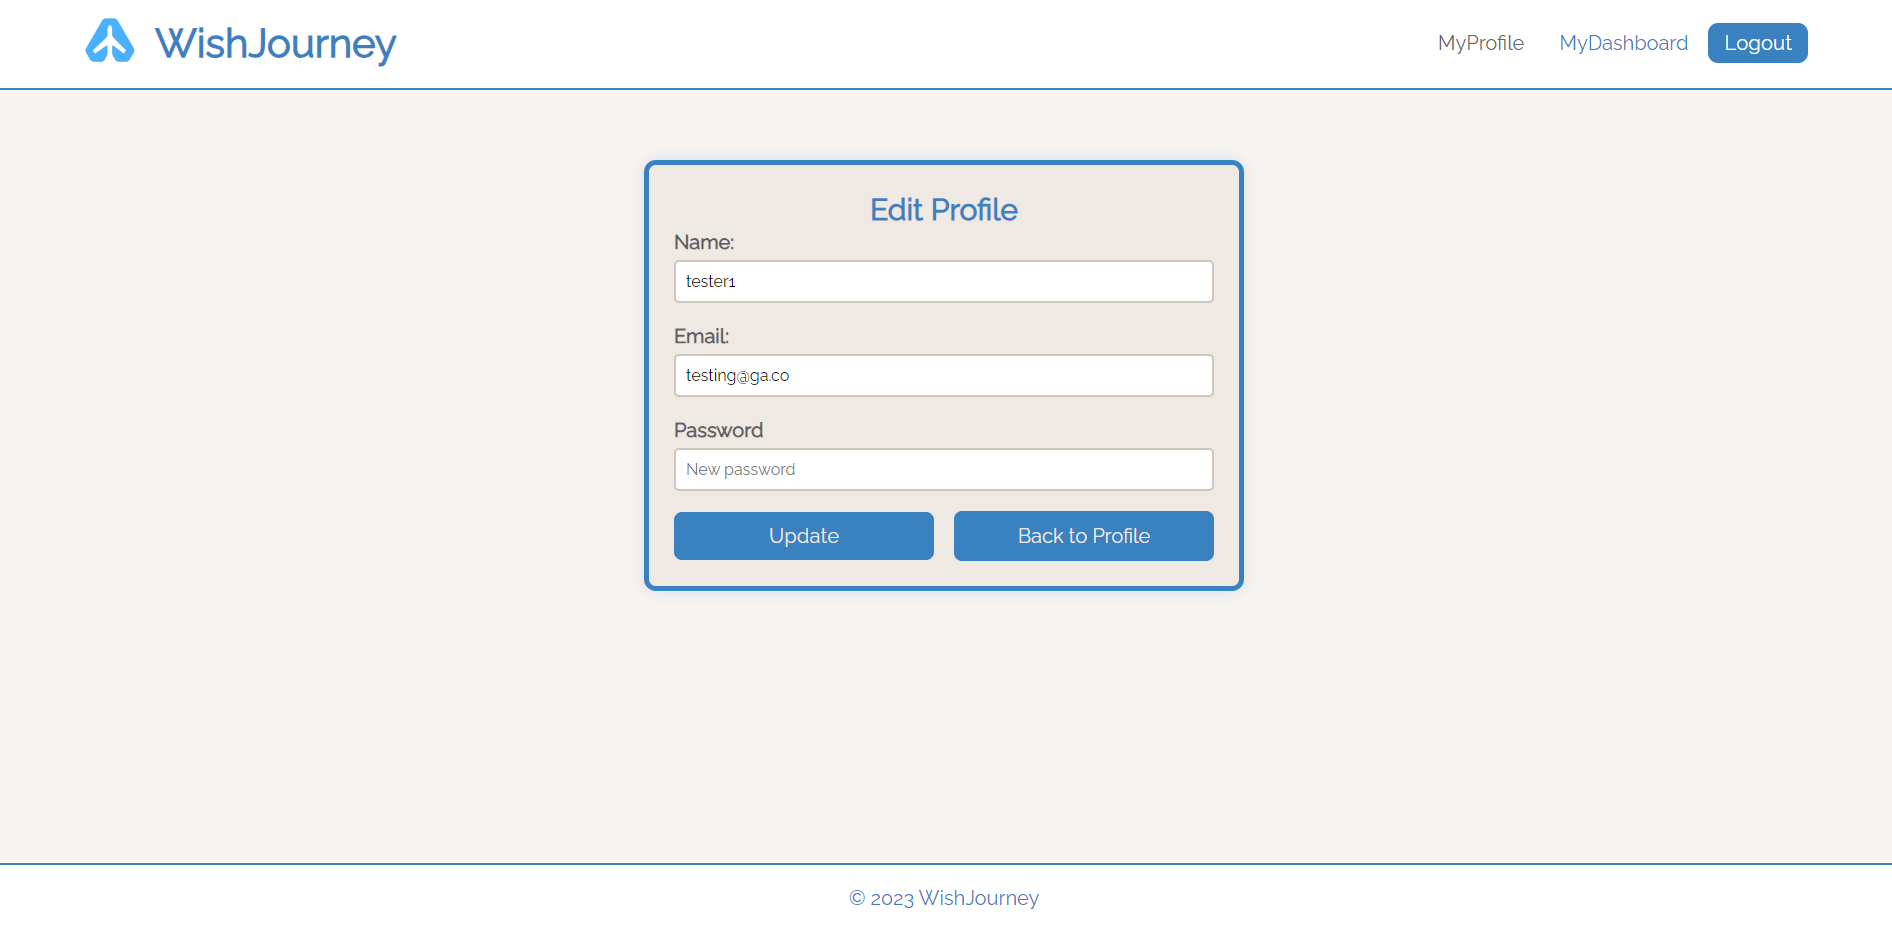 WishJourney
MyProfile MyDashboard Logout
Edit Profile
Name:
tester1
Email:
testing@ga.co
Password
New password
Update Back to Profile
© 2023 WishJourney